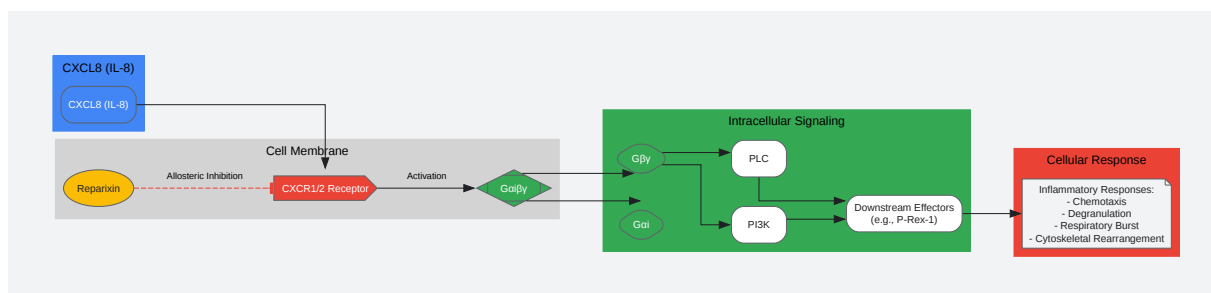 CXCL8 (IL-8)
CXCL8 (IL-8)
Cell Membrane
Reparixin
Allosteric Inhibition
CXCR1/2 Receptor
Activation
Gαiβγ
Intracellular Signaling
Gβγ
PLC
Gαi
PI3K
Downstream Effectors
(e.g., P-Rex-1)
Cellular Response
Inflammatory Responses:
- Chemotaxis
- Degranulation
- Respiratory Burst
- Cytoskeletal Rearrangement